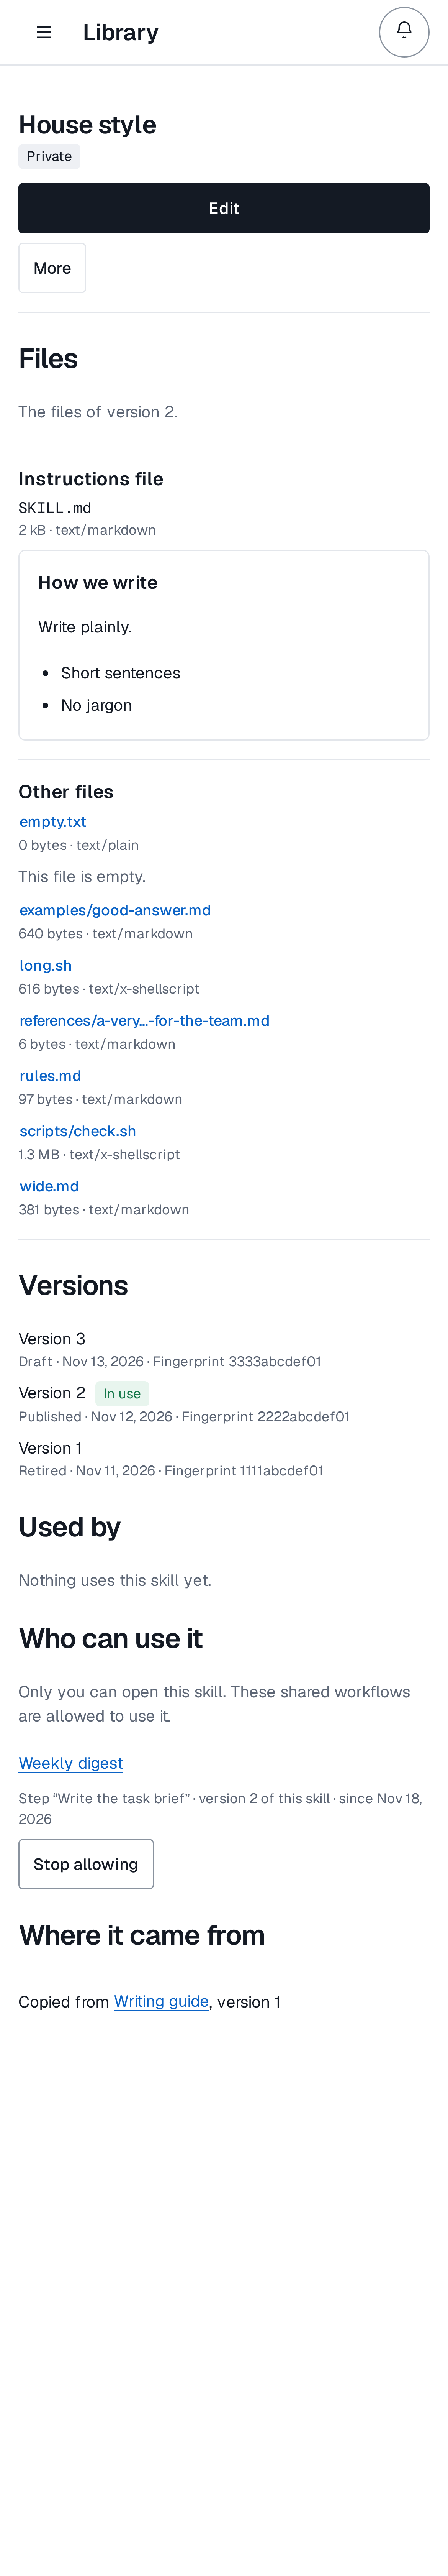 Library
House style
Private
Edit
More
Files
The files of version 2.
Instructions file
SKILL.md
2 kB · text/markdown
How we write
Write plainly.
• Short sentences
• No jargon
Other files
empty.txt
0 bytes · text/plain
This file is empty.
examples/good-answer.md
640 bytes · text/markdown
long.sh
616 bytes · text/x-shellscript
references/a-very…-for-the-team.md
6 bytes · text/markdown
rules.md
97 bytes · text/markdown
scripts/check.sh
1.3 MB · text/x-shellscript
wide.md
381 bytes · text/markdown
Versions
Version 3
Draft · Nov 13, 2026 · Fingerprint 3333abcdef01
Version 2 In use
Published · Nov 12, 2026 · Fingerprint 2222abcdef01
Version 1
Retired · Nov 11, 2026 · Fingerprint 1111abcdef01
Used by
Nothing uses this skill yet.
Who can use it
Only you can open this skill. These shared workflows
are allowed to use it.
Weekly digest
Step “Write the task brief” · version 2 of this skill · since Nov 18,
2026
Stop allowing
Where it came from
Copied from Writing guide, version 1